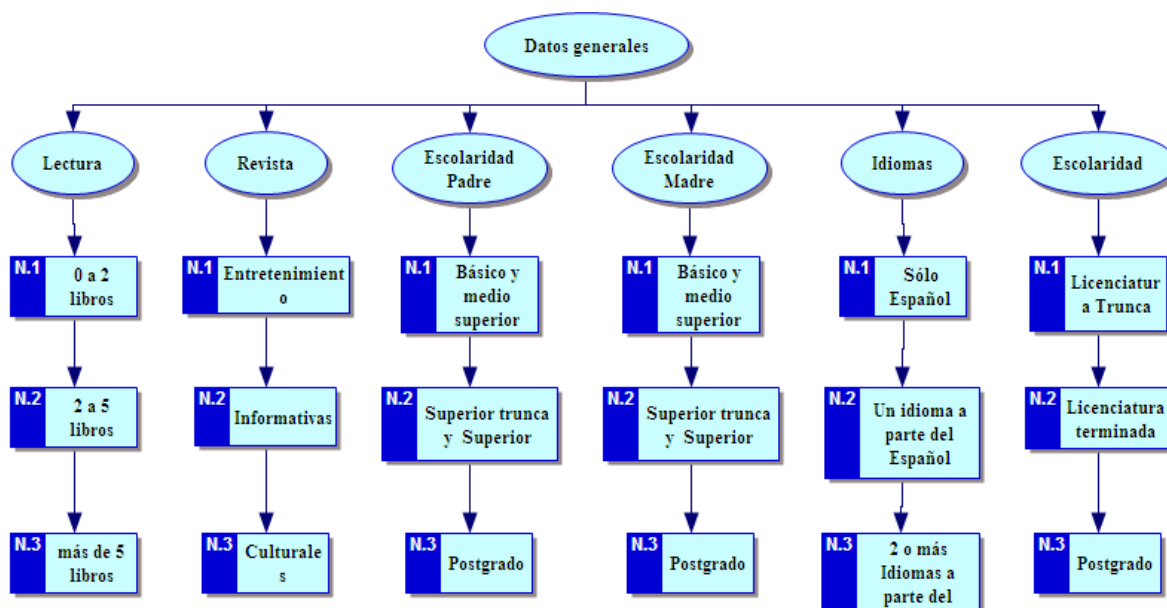 Datos generales
Lectura
Revista
Escolaridad
Padre
Escolaridad
Madre
Idiomas
Escolaridad
N.1
0 a 2
libros
N.1
Entretenimient
o
N.1
Básico y
medio
superior
N.1
Básico y
medio
superior
N.1
Sólo
Español
N.1
Licenciatur
a Trunca
N.2
2 a 5
libros
N.2
Informativas
N.2
Superior trunca
y Superior
N.2
Superior trunca
y Superior
N.2
Un idioma a
parte del
Español
N.2
Licenciatura
terminada
N.3
más de 5
libros
N.3
Culturale
s
N.3
Postgrado
N.3
Postgrado
N.3
2 o más
Idiomas a
parte del
N.3
Postgrado